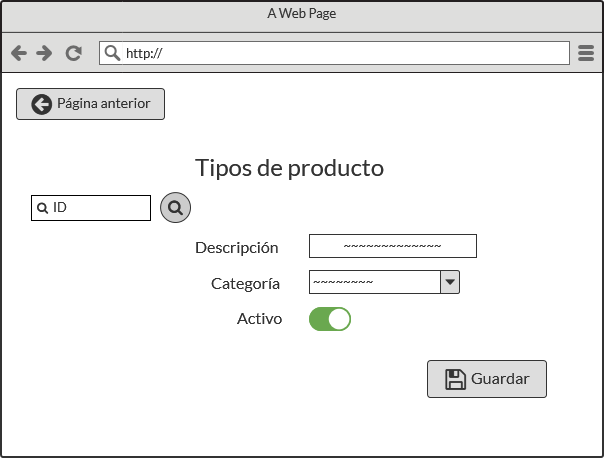 A Web Page
http://
Página anterior
Tipos de producto
ID
Descripción ~~~~~~~~~~~~~
Categoría ~~~~~~~~
Activo
Guardar